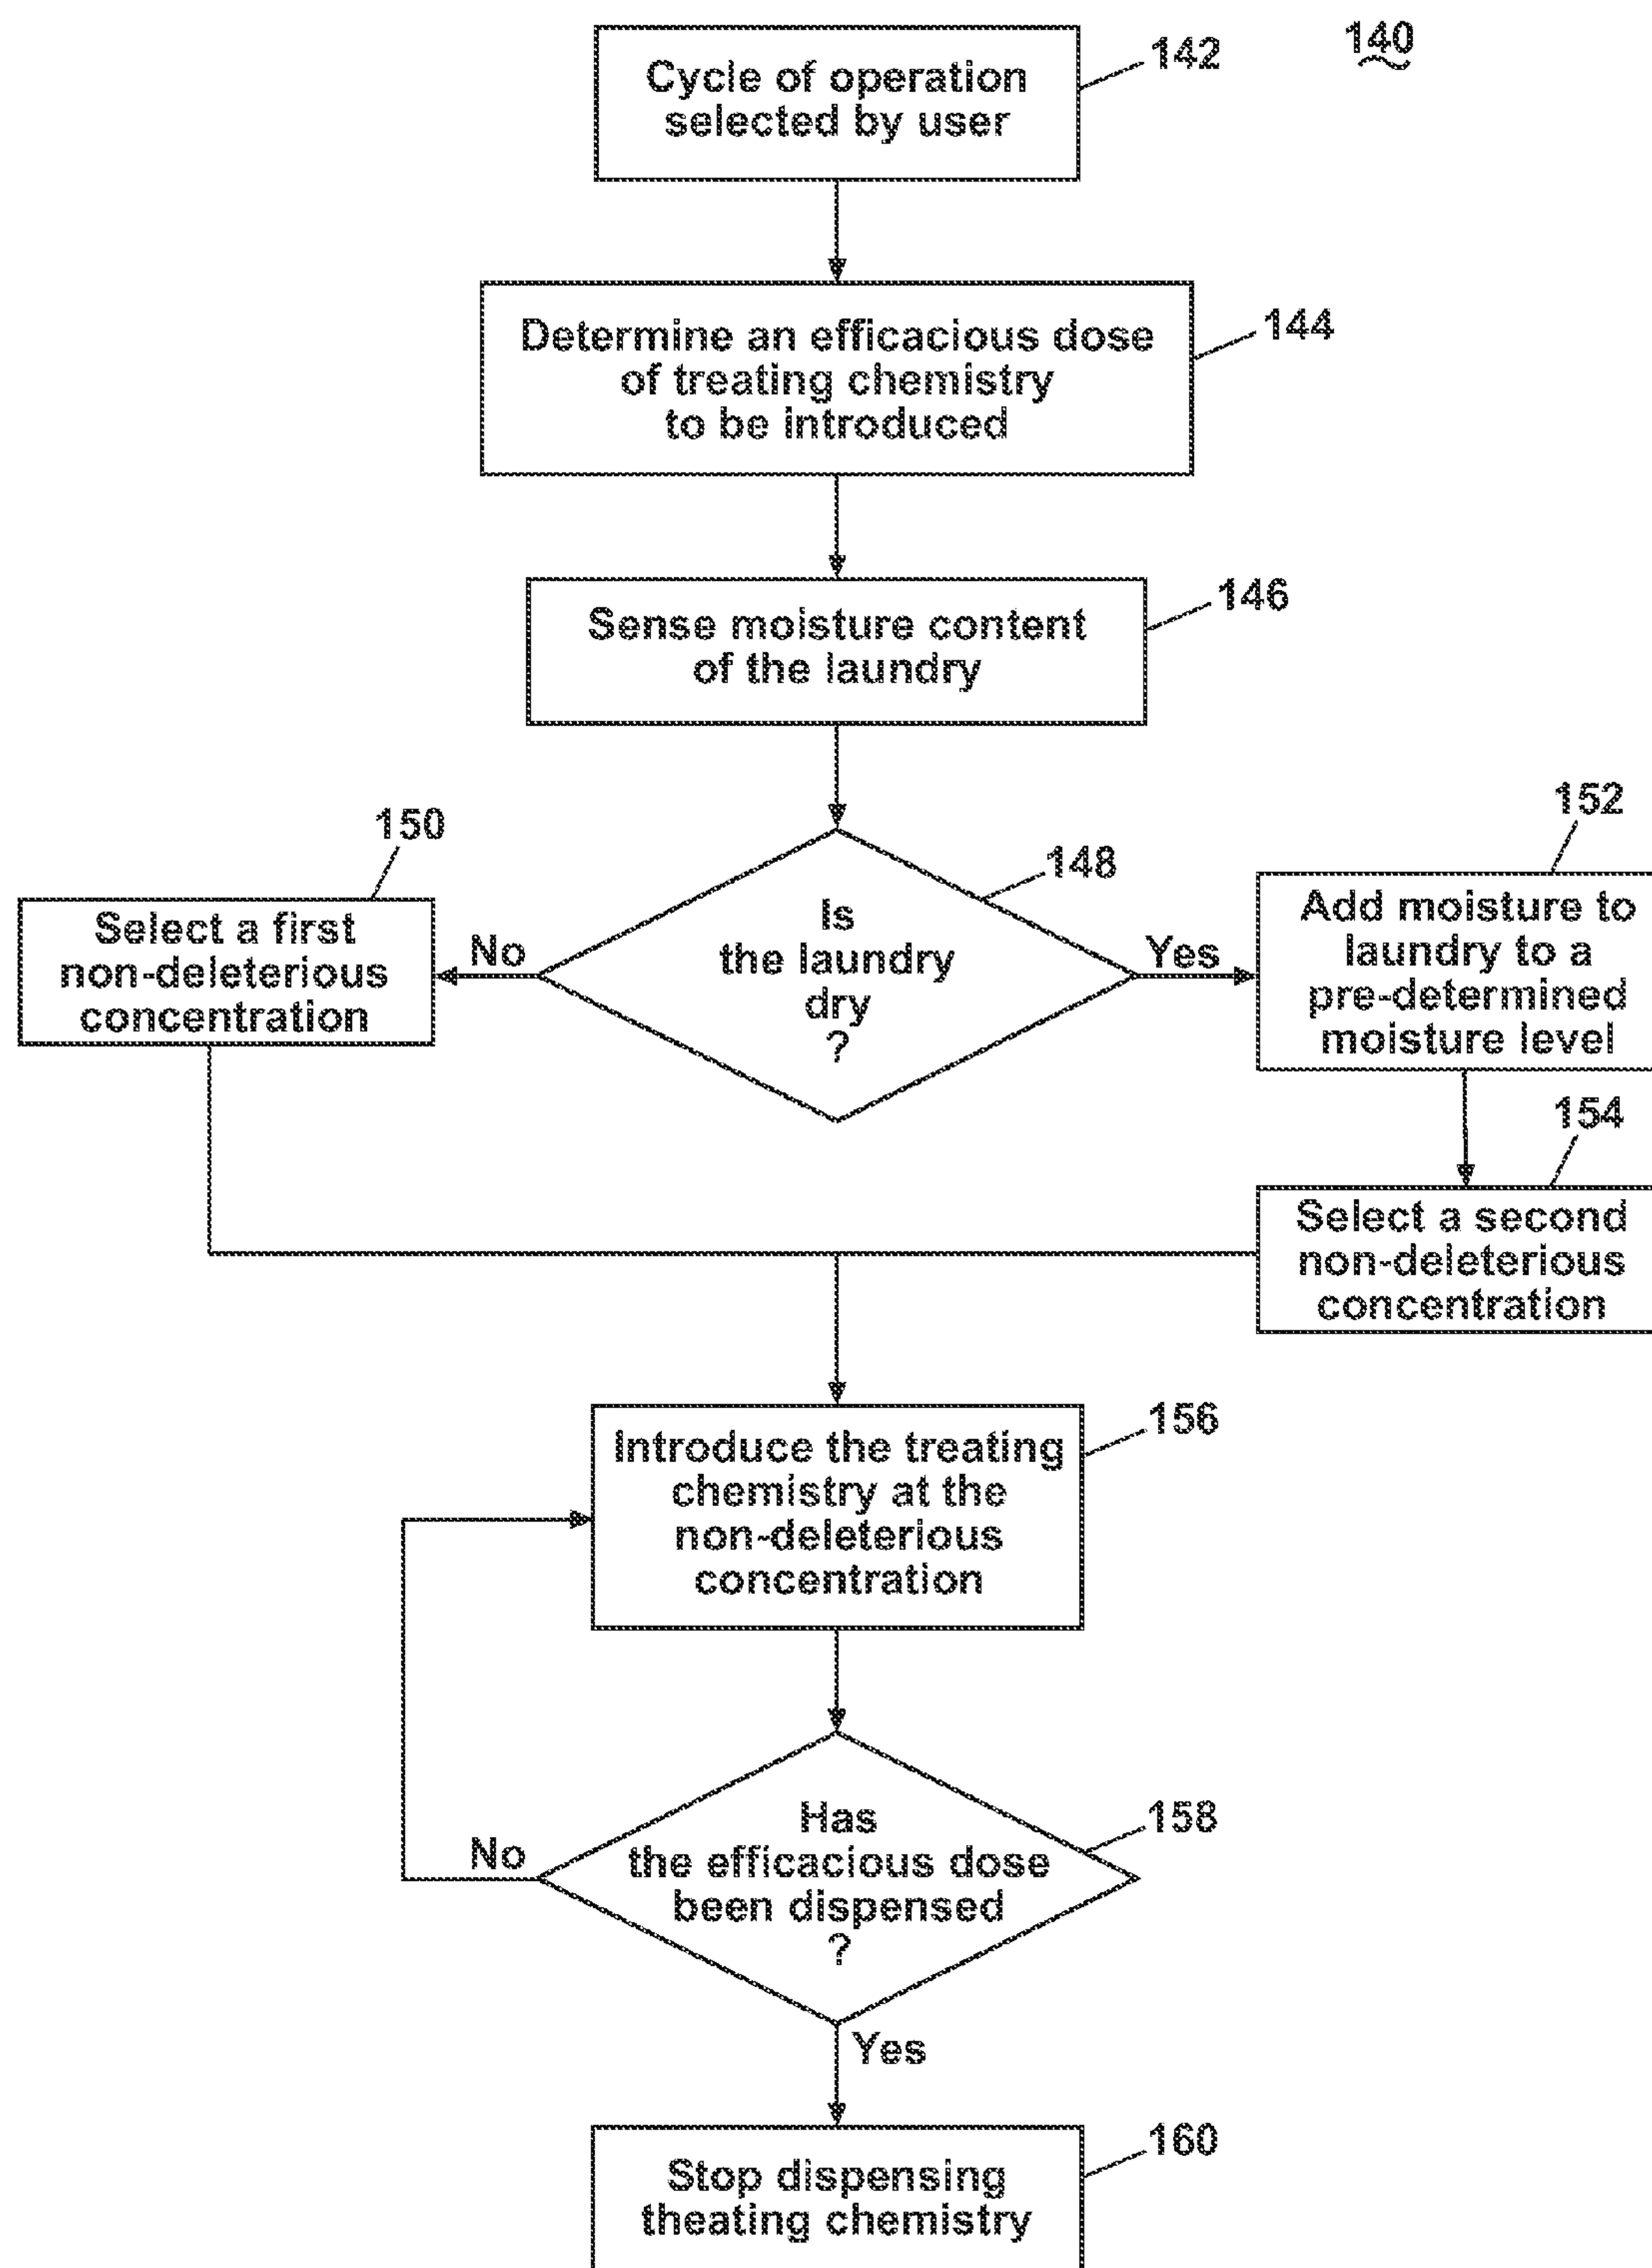 140
Cycle of operation
selected by user
142
Determine an efficacious dose
of treating chemistry
to be introduced
144
Sense moisture content
of the laundry
146
Is
the laundry
dry
?
148
No
Yes
150
Select a first
non-deleterious
concentration
152
Add moisture to
laundry to a
pre-determined
moisture level
154
Select a second
non-deleterious
concentration
Introduce the treating
chemistry at the
non-deleterious
concentration
156
Has
the efficacious dose
been dispensed
?
158
No
Yes
Stop dispensing
theating chemistry
160